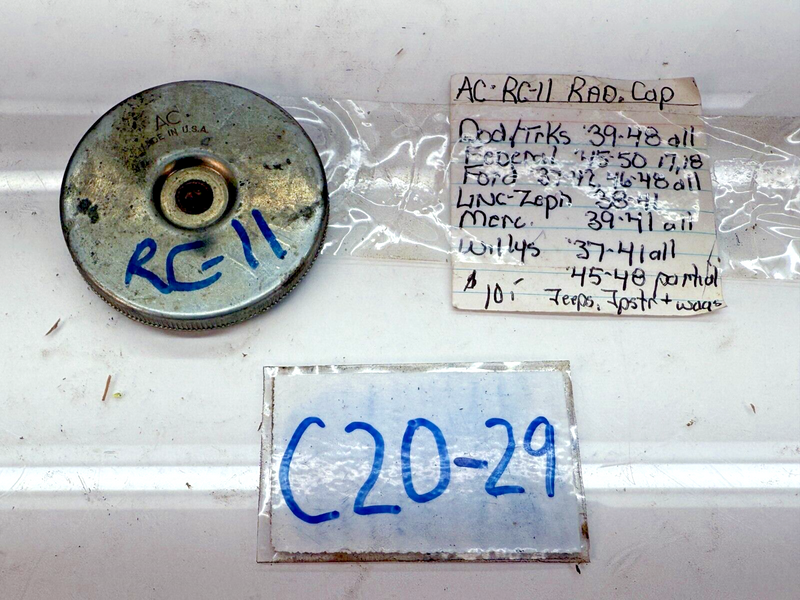 AC
MADE IN U.S.A.
RC-11
AC·RC-11 RAD. Cap
Dod/Trks '39-48 all
Federal '45-50 17,18
Ford 37-42, 46-48 all
LINC-Zeph 38-41
Merc. 39-41 all
Willys '37-41 all
'45-48 partial
$10. Jeeps, Jpstr + wags
C20-29